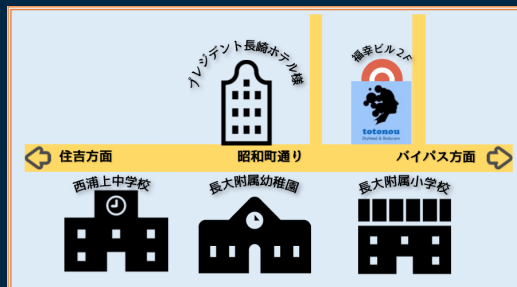 プレジデント長崎ホテル様
福幸ビル2F
totonou
住吉方面
昭和町通り
バイパス方面
西浦上中学校
長大附属幼稚園
長大附属小学校